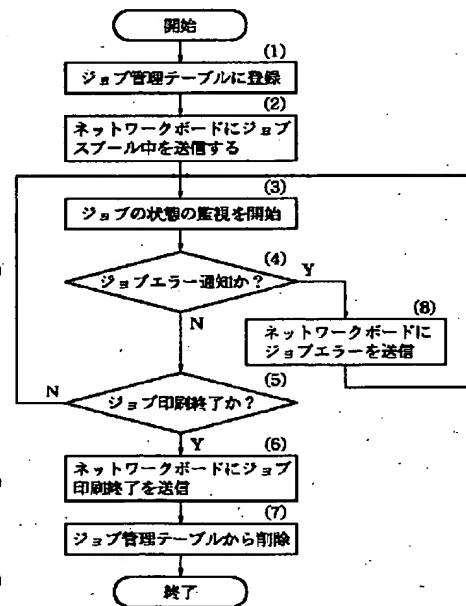 開始
(1)
ジョブ管理テーブルに登録
(2)
ネットワークボードにジョブ
スプール中を送信する
(3)
ジョブの状態の監視を開始
(4)
ジョブエラー通知か?
Y
N
(8)
ネットワークボードに
ジョブエラーを送信
(5)
ジョブ印刷終了か?
N
Y
(6)
ネットワークボードにジョブ
印刷終了を送信
(7)
ジョブ管理テーブルから削除
終了